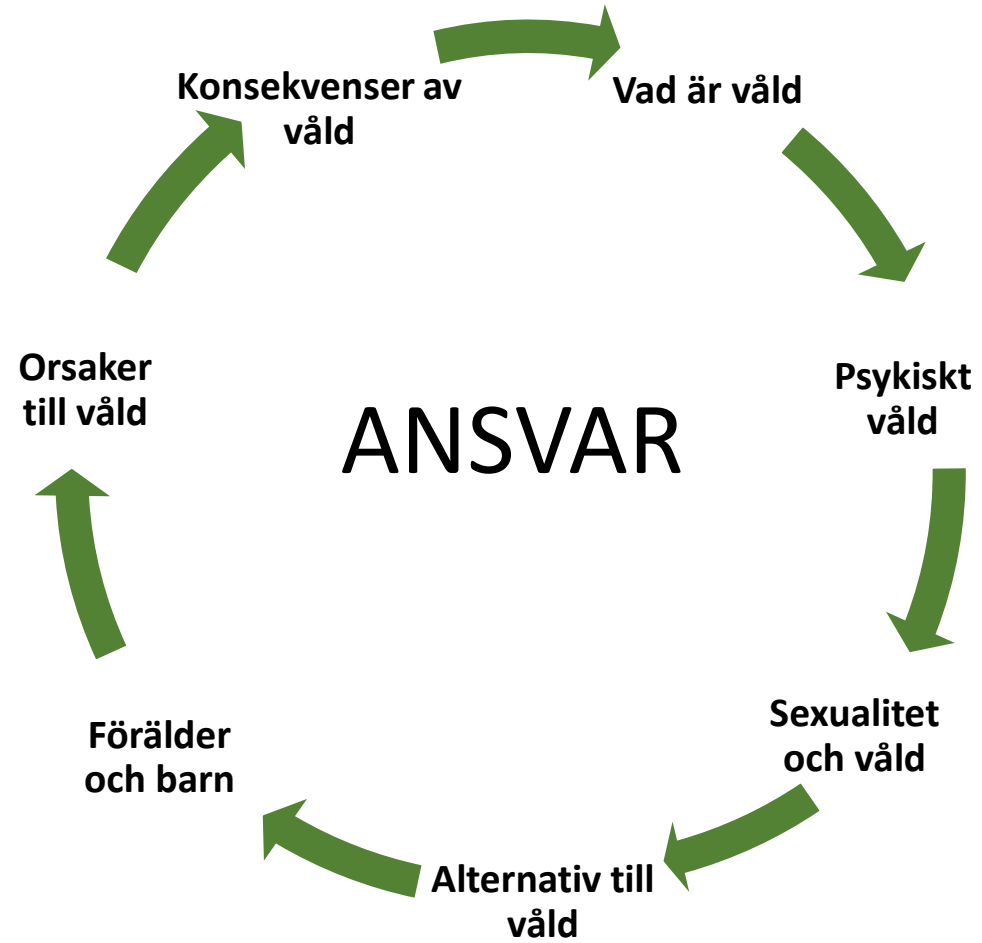 Konsekvenser av
våld
Vad är våld
Psykiskt
våld
Sexualitet
och våld
Alternativ till
våld
Förälder
och barn
Orsaker
till våld
ANSVAR